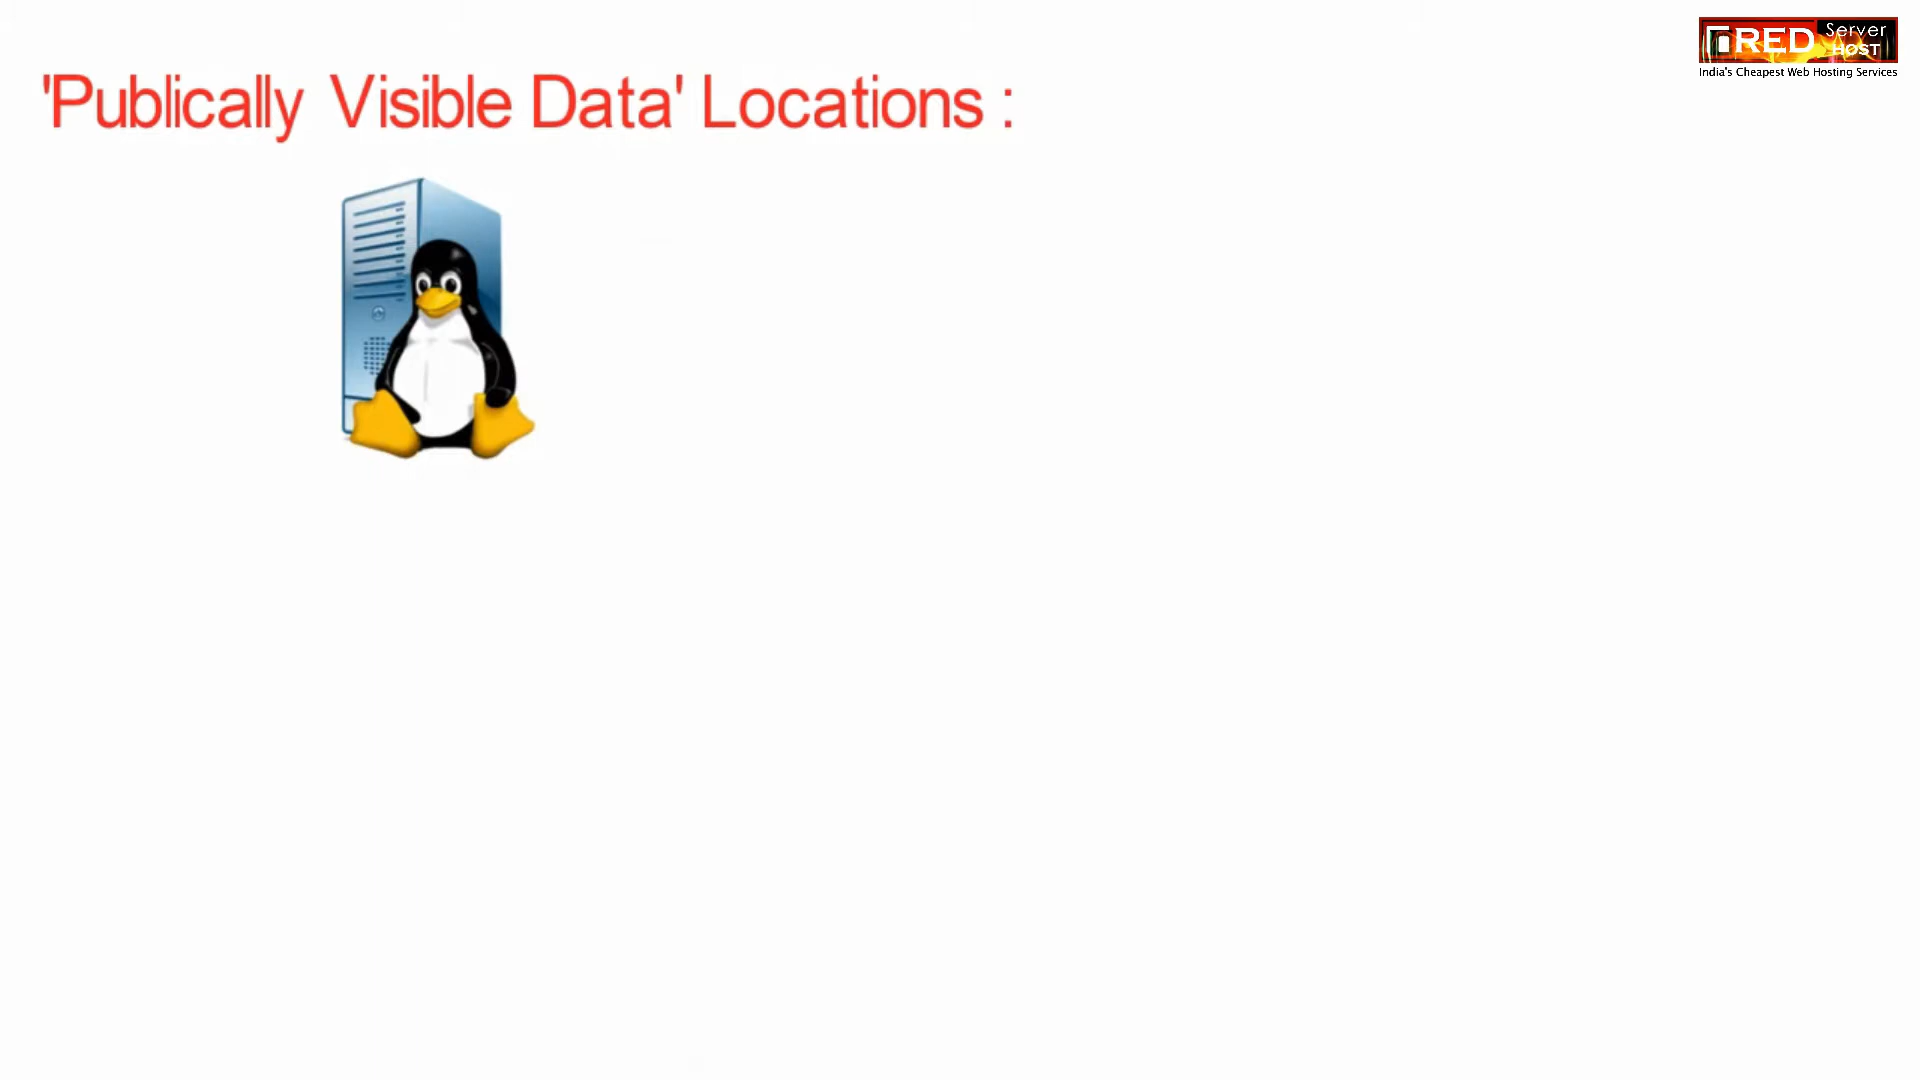 RED Server
HOST
India's Cheapest Web Hosting Services
'Publically Visible Data' Locations :